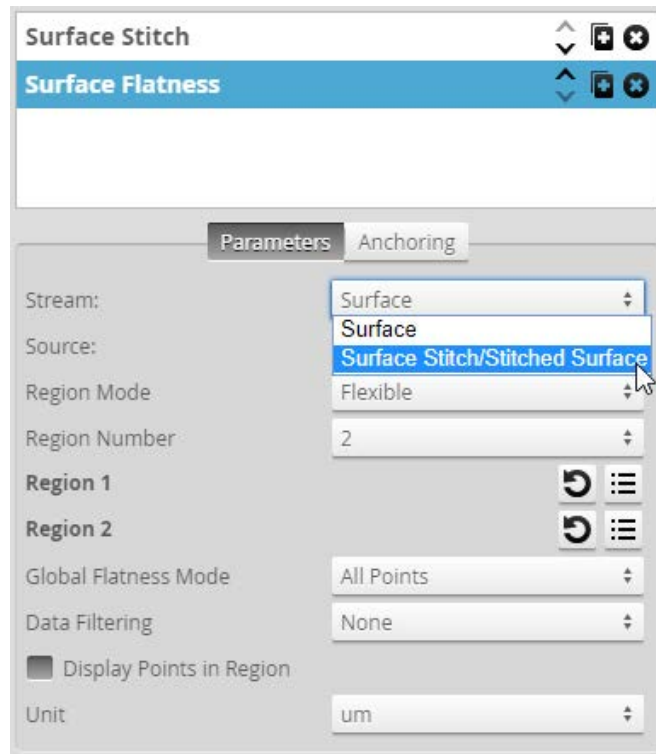 Surface Stitch
Surface Flatness
Parameters Anchoring
Stream: Surface
Surface
Source:
Surface Stitch/Stitched Surface
Region Mode Flexible
Region Number 2
Region 1
Region 2
Global Flatness Mode All Points
Data Filtering None
Display Points in Region
Unit um